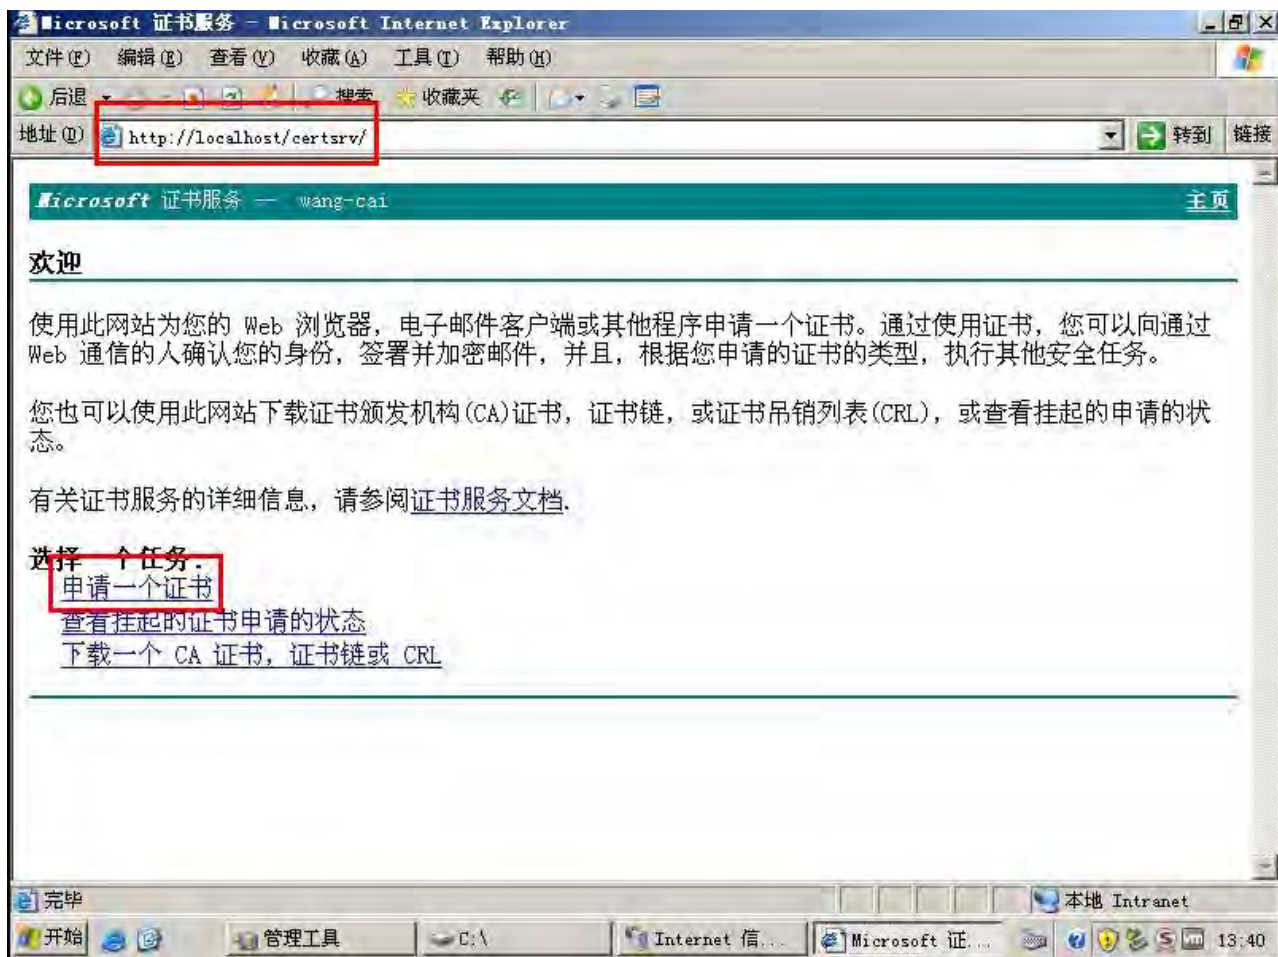 Microsoft 证书服务 - Microsoft Internet Explorer
文件(F) 编辑(E) 查看(V) 收藏(A) 工具(T) 帮助(H)
后退 搜索 收藏夹
地址(D) http://localhost/certsrv/ 转到 链接
Microsoft 证书服务 — wang-cai 主页
欢迎
使用此网站为您的 Web 浏览器，电子邮件客户端或其他程序申请一个证书。通过使用证书，您可以向通过
Web 通信的人确认您的身份，签署并加密邮件，并且，根据您申请的证书的类型，执行其他安全任务。
您也可以使用此网站下载证书颁发机构(CA)证书，证书链，或证书吊销列表(CRL)，或查看挂起的申请的状
态。
有关证书服务的详细信息，请参阅证书服务文档.
选择一个任务:
申请一个证书
查看挂起的证书申请的状态
下载一个 CA 证书，证书链或 CRL
完毕 本地 Intranet
开始 管理工具 C:\ Internet 信... Microsoft 证... 13:40